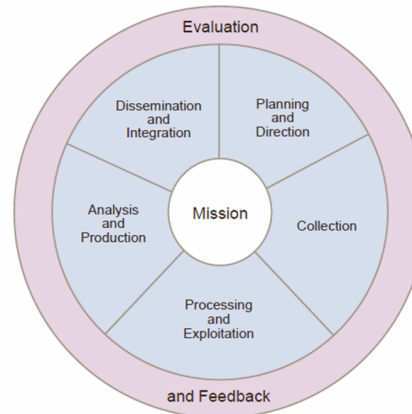 Evaluation
Planning
and
Direction
Collection
Processing
and
Exploitation
Analysis
and
Production
Dissemination
and
Integration
Mission
and Feedback